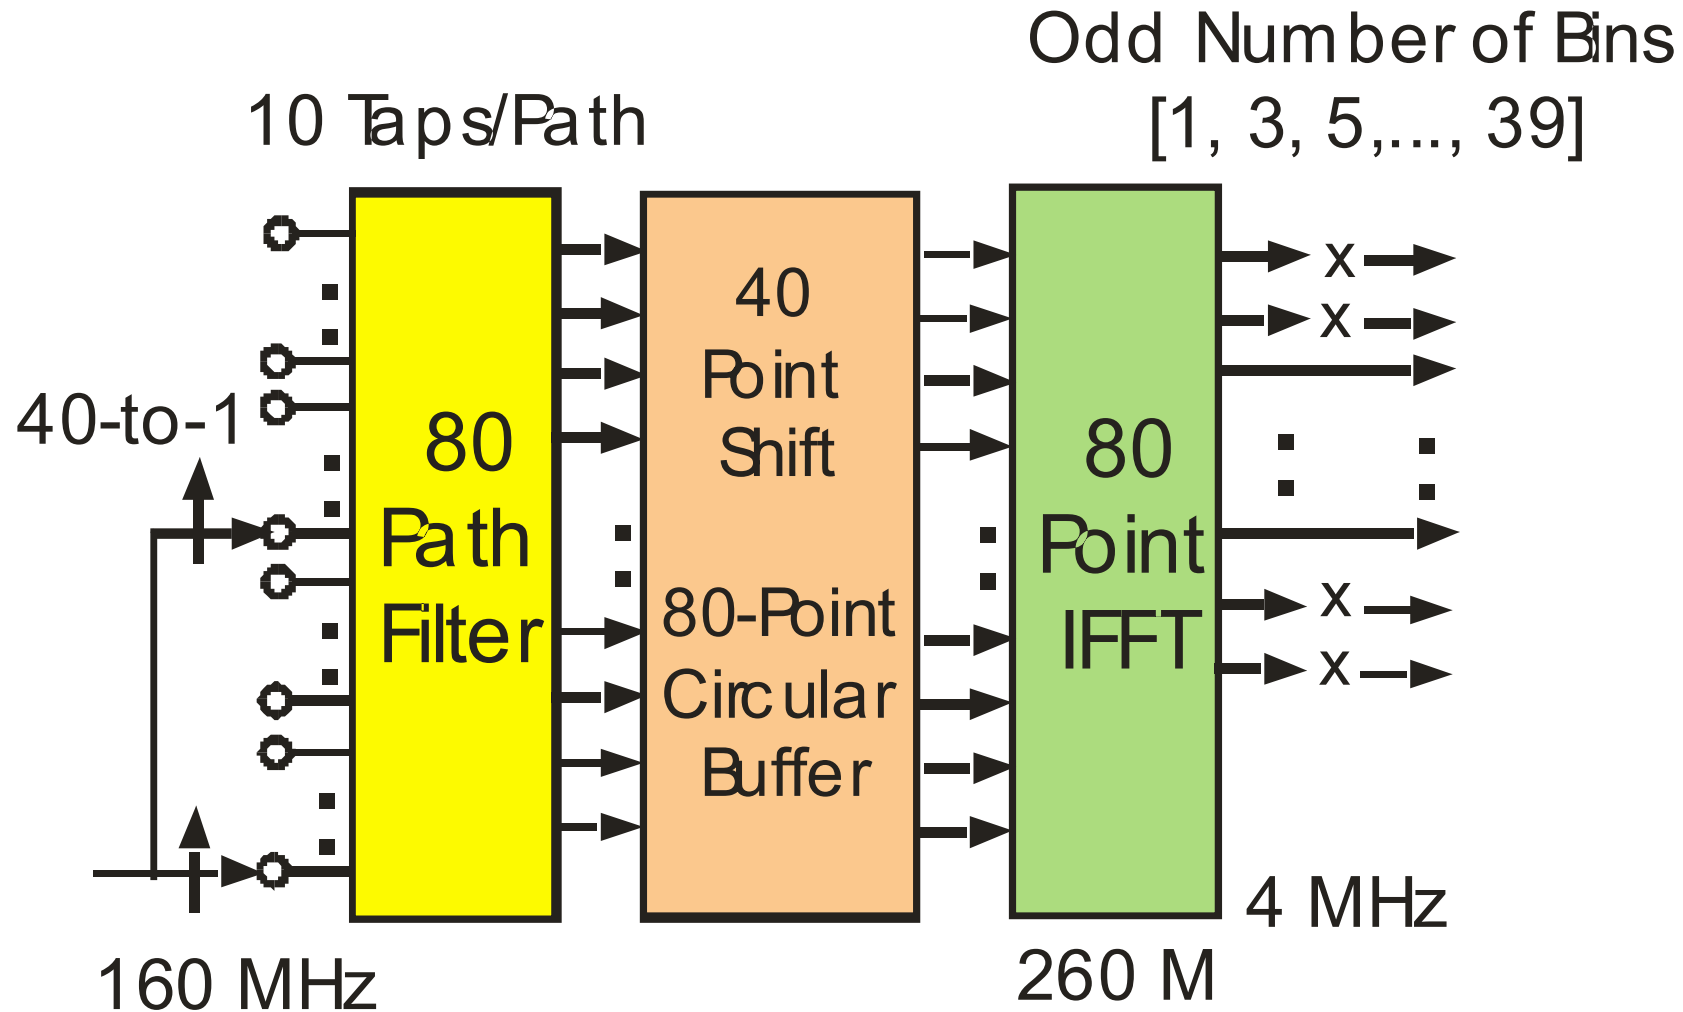 Odd Number of Bins
[1, 3, 5,..., 39]
10 Taps/Path
40-to-1
80
Path
Filter
40
Point
Shift
80-Point
Circular
Buffer
80
Point
IFFT
x
x
x
x
160 MHz
260 M
4 MHz